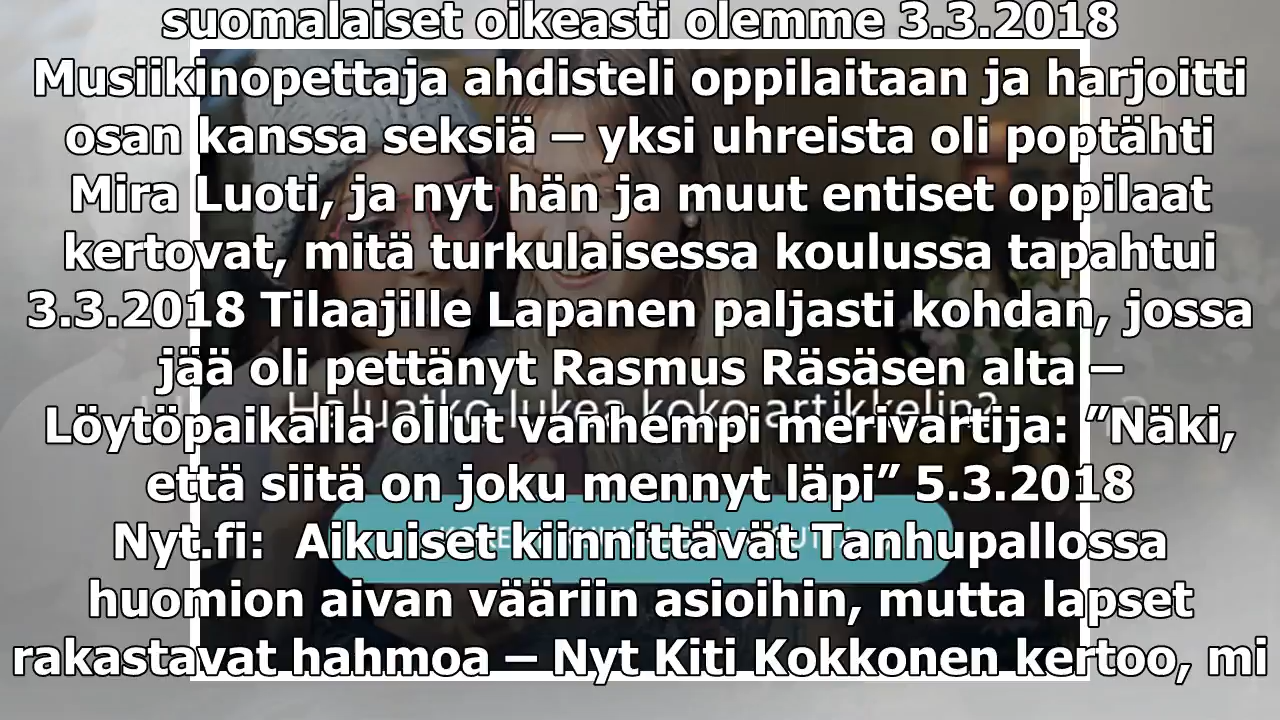 suomalaiset oikeasti olemme 3.3.2018
Musiikinopettaja ahdisteli oppilaitaan ja harjoitti
osan kanssa seksiä – yksi uhreista oli poptähti
Mira Luoti, ja nyt hän ja muut entiset oppilaat
kertovat, mitä turkulaisessa koulussa tapahtui
3.3.2018 Tilaajille Lapanen paljasti kohdan, jossa
jää oli pettänyt Rasmus Räsäsen alta –
Haluatko lukea koko artikkelin?
Löytöpaikalla ollut vanhempi merivartija: ”Näki,
että siitä on joku mennyt läpi” 5.3.2018
Nyt.fi:  Aikuiset kiinnittävät Tanhupallossa
huomion aivan vääriin asioihin, mutta lapset
rakastavat hahmoa – Nyt Kiti Kokkonen kertoo, mi